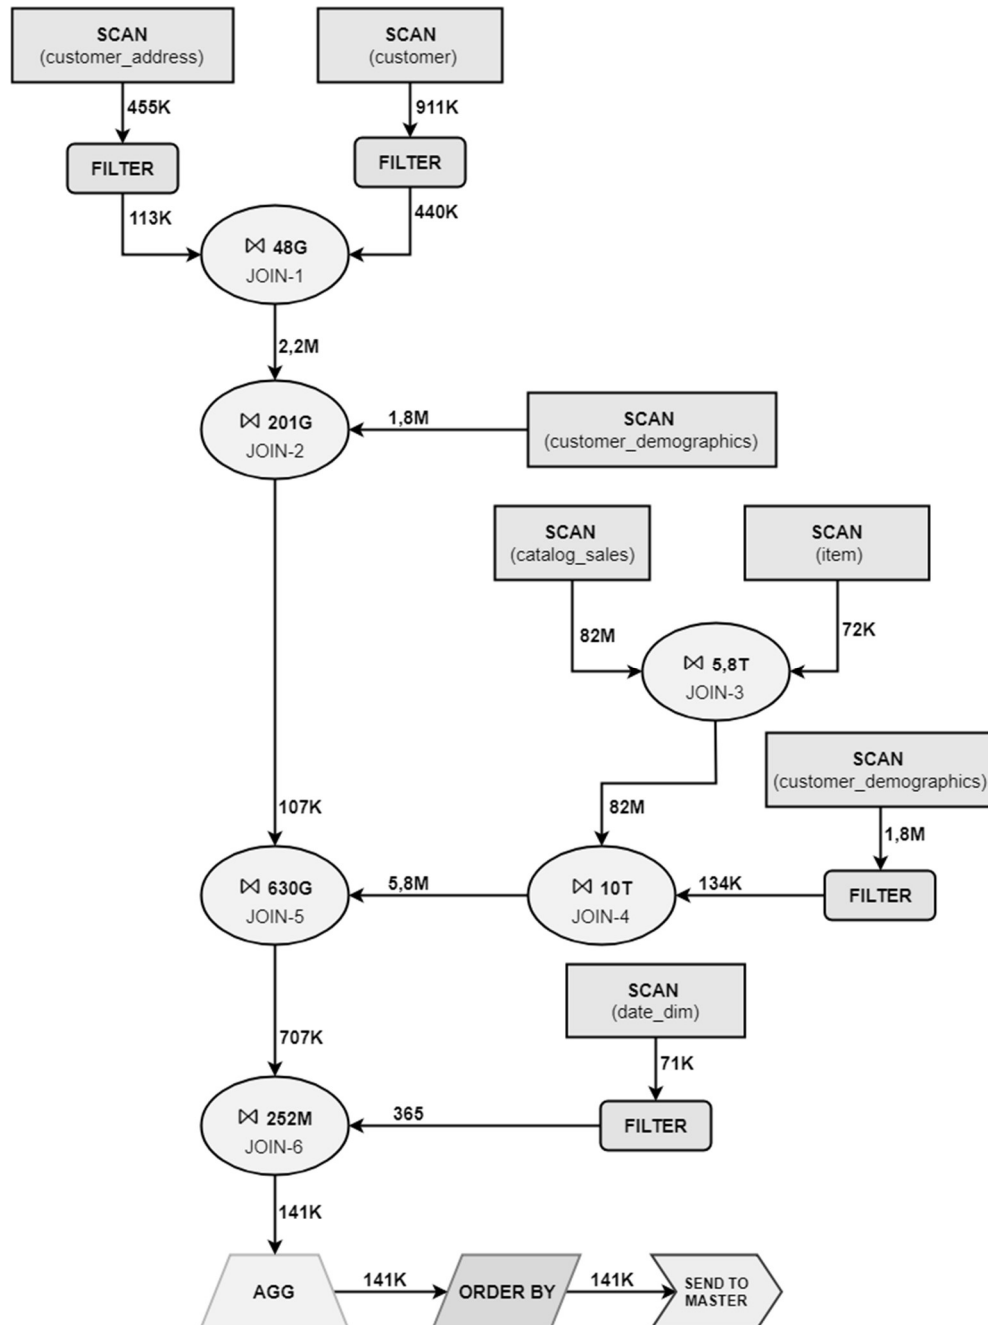 SCAN
(customer_address)
SCAN
(customer)
455K
911K
FILTER
FILTER
113K
440K
⋈ 48G
JOIN-1
2,2M
⋈ 201G
JOIN-2
1,8M
SCAN
(customer_demographics)
SCAN
(catalog_sales)
SCAN
(item)
82M
72K
⋈ 5,8T
JOIN-3
SCAN
(customer_demographics)
107K
82M
1,8M
⋈ 630G
JOIN-5
5,8M
⋈ 10T
JOIN-4
134K
FILTER
SCAN
(date_dim)
707K
71K
⋈ 252M
JOIN-6
365
FILTER
141K
AGG
141K
ORDER BY
141K
SEND TO
MASTER